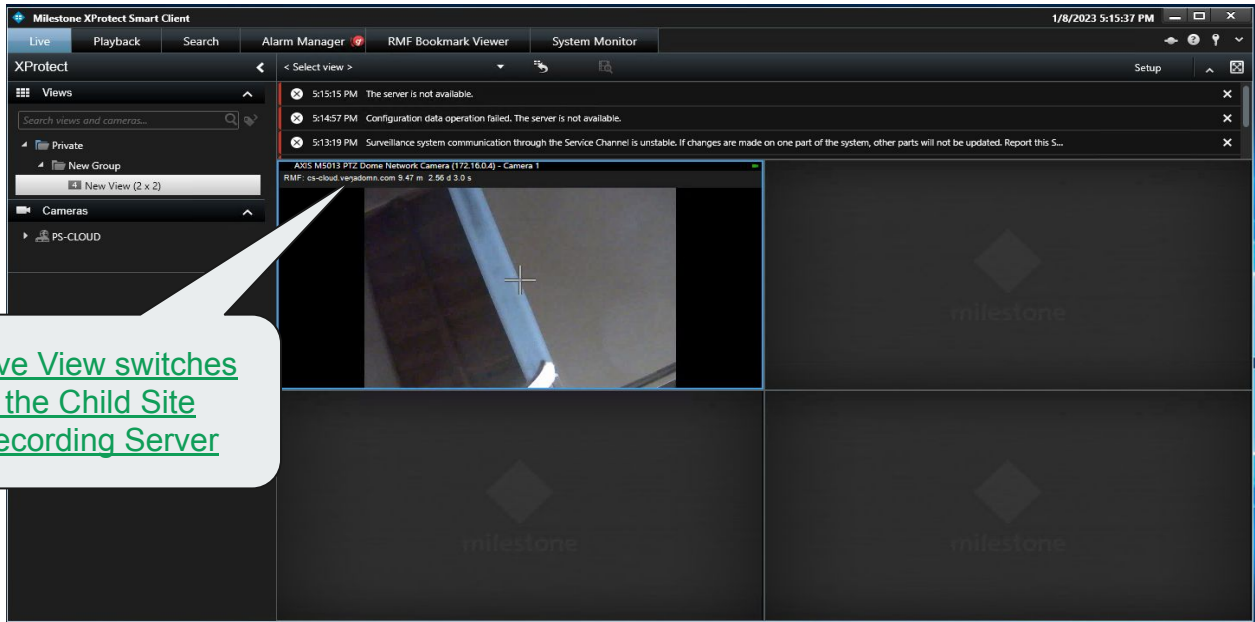 Milestone XProtect Smart Client
1/8/2023 5:15:37 PM
Live Playback Search Alarm Manager RMF Bookmark Viewer System Monitor
XProtect
< Select view >
Setup
Views
5:15:15 PM The server is not available.
Search views and cameras...
5:14:57 PM Configuration data operation failed. The server is not available.
Private
5:13:19 PM Surveillance system communication through the Service Channel is unstable. If changes are made on one part of the system, other parts will not be updated. Report this S...
New Group
AXIS M5013 PTZ Dome Network Camera (172.16.0.4) - Camera 1
4 New View (2 x 2)
RMF: cs-cloud. 9.47 m 2.56 d 3.0 s
Cameras
PS-CLOUD
milestone
ve View switches
the Child Site
ecording Server
milestone
milestone